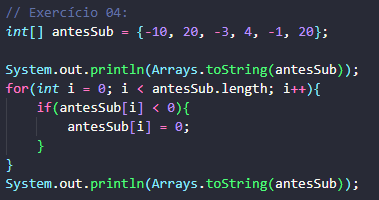 // Exercício 04:
int[] antesSub = {-10, 20, -3, 4, -1, 20};
System.out.println(Arrays.toString(antesSub));
for(int i = 0; i < antesSub.length; i++){
if(antesSub[i] < 0){
antesSub[i] = 0;
}
}
System.out.println(Arrays.toString(antesSub));